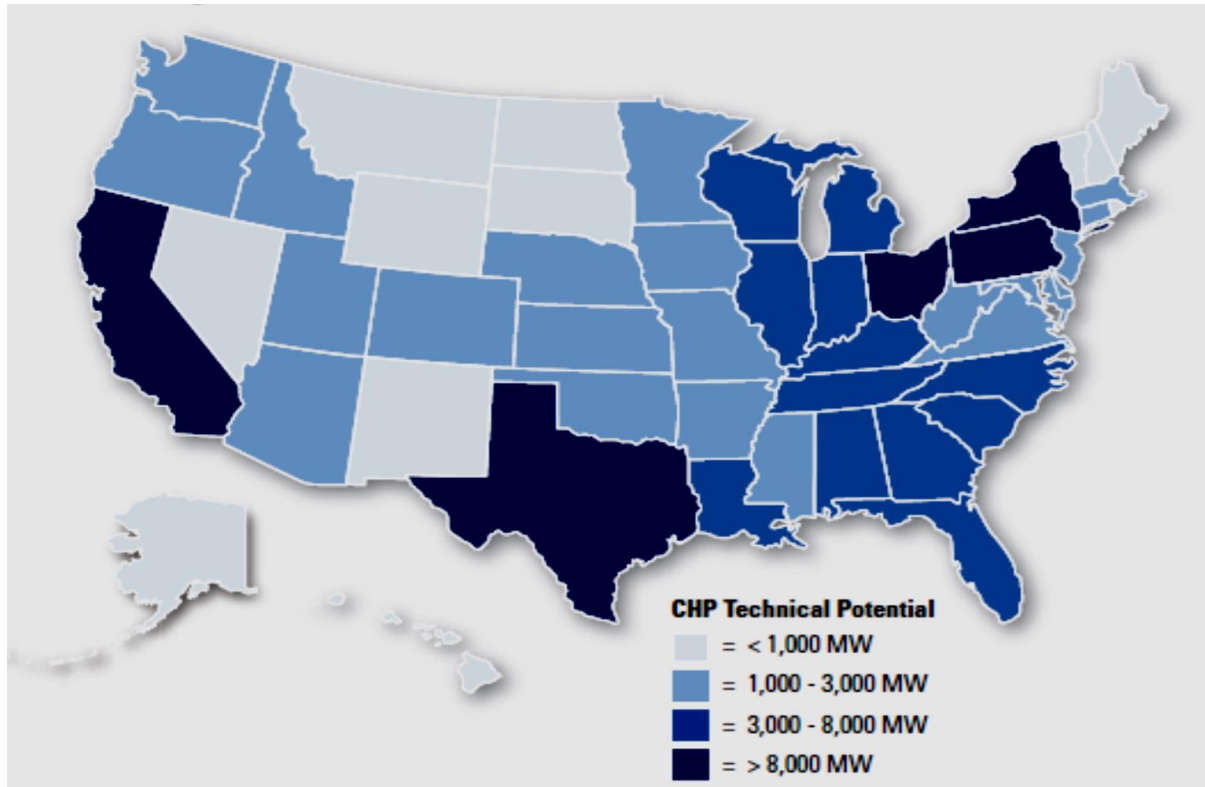 CHP Technical Potential
= < 1,000 MW
= 1,000 - 3,000 MW
= 3,000 - 8,000 MW
= > 8,000 MW